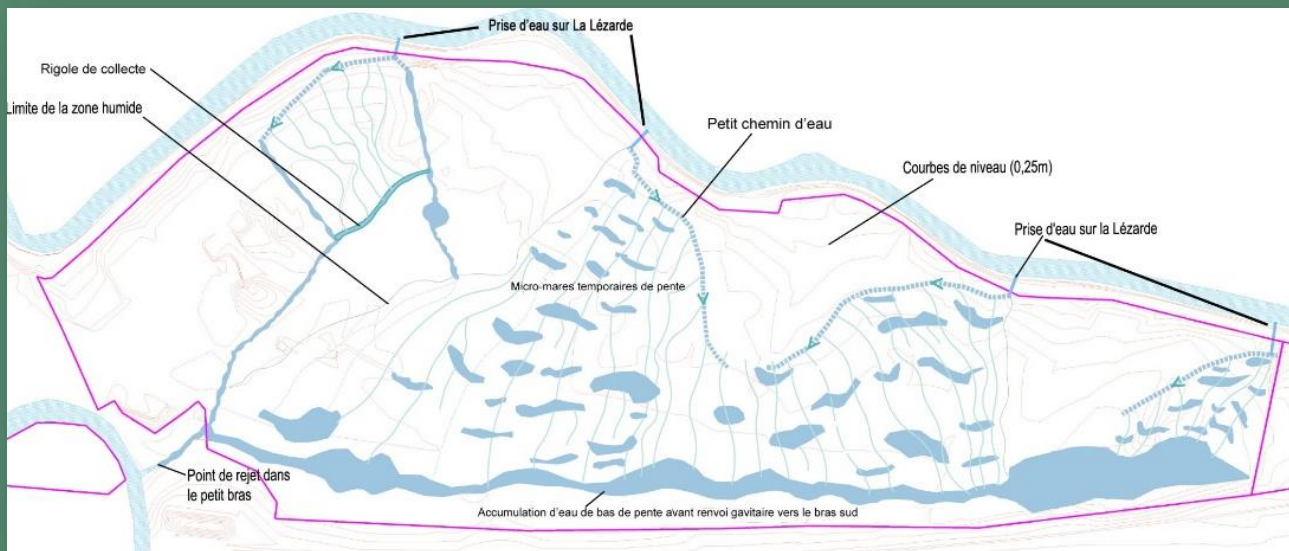 Prise d'eau sur La Lézarde
Rigole de collecte
Limite de la zone humide
Petit chemin d'eau
Courbes de niveau (0,25m)
Prise d'eau sur la Lézarde
Micro-mares temporaires de pente
Point de rejet dans
le petit bras
Accumulation d'eau de bas de pente avant renvoi gavitaire vers le bras sud